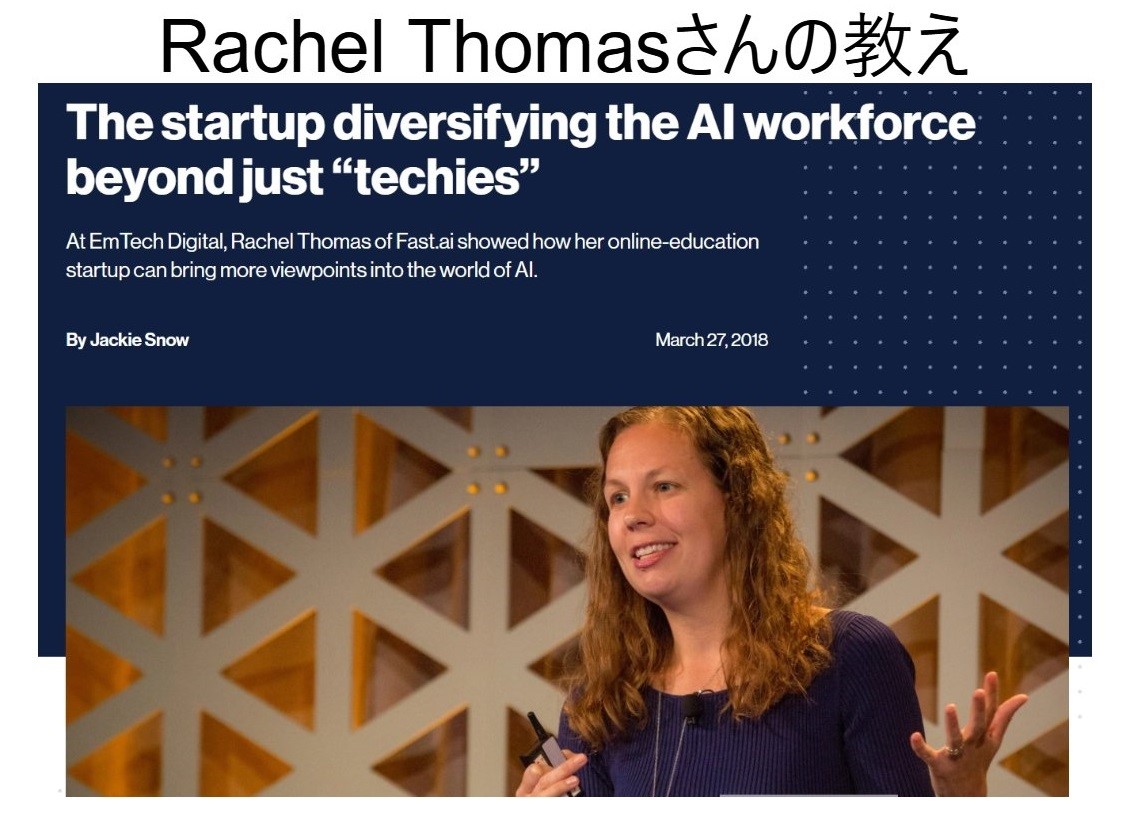 Rachel Thomasさんの教え
The startup diversifying the AI workforce
beyond just “techies”
At EmTech Digital, Rachel Thomas of Fast.ai showed how her online-education
startup can bring more viewpoints into the world of AI.
By Jackie Snow
March 27, 2018